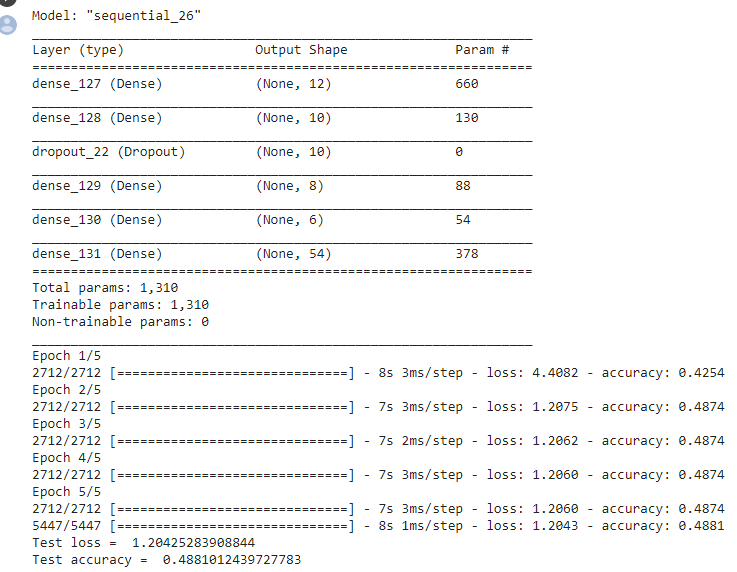 Model: "sequential_26"
Layer (type) Output Shape Param #
dense_127 (Dense) (None, 12) 660
dense_128 (Dense) (None, 10) 130
dropout_22 (Dropout) (None, 10) 0
dense_129 (Dense) (None, 8) 88
dense_130 (Dense) (None, 6) 54
dense_131 (Dense) (None, 54) 378
Total params: 1,310
Trainable params: 1,310
Non-trainable params: 0
Epoch 1/5
2712/2712 [==============================] - 8s 3ms/step - loss: 4.4082 - accuracy: 0.4254
Epoch 2/5
2712/2712 [==============================] - 7s 3ms/step - loss: 1.2075 - accuracy: 0.4874
Epoch 3/5
2712/2712 [==============================] - 7s 2ms/step - loss: 1.2062 - accuracy: 0.4874
Epoch 4/5
2712/2712 [==============================] - 7s 3ms/step - loss: 1.2060 - accuracy: 0.4874
Epoch 5/5
2712/2712 [==============================] - 7s 3ms/step - loss: 1.2060 - accuracy: 0.4874
5447/5447 [==============================] - 8s 1ms/step - loss: 1.2043 - accuracy: 0.4881
Test loss = 1.20425283908844
Test accuracy = 0.4881012439727783